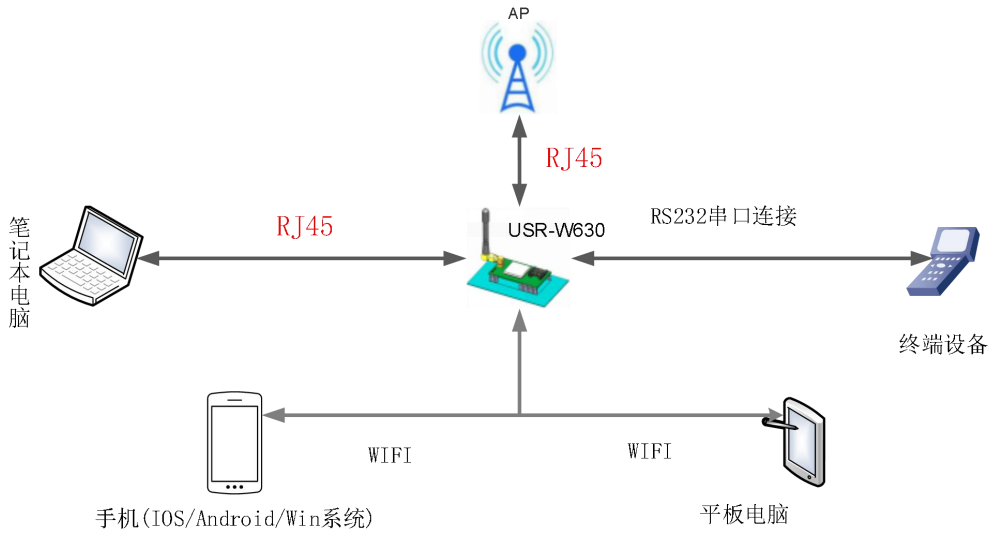 AP
RJ45
RS232串口连接
笔记本电脑
RJ45
USR-W630
终端设备
WIFI
WIFI
手机(IOS/Android/Win系统)
平板电脑